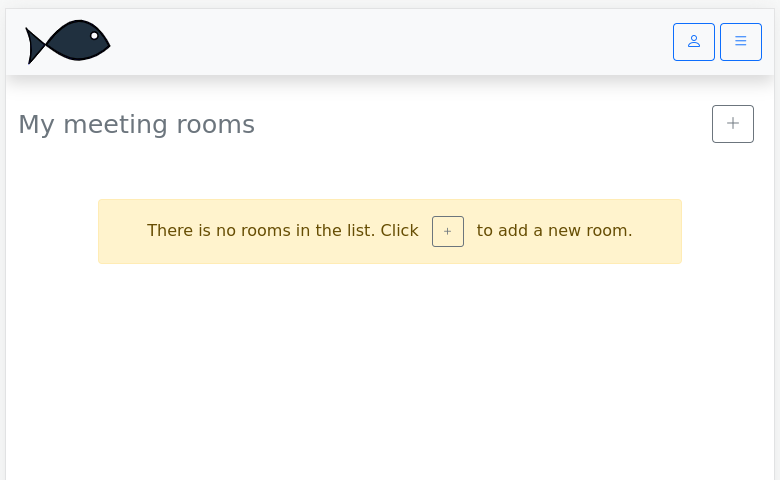 My meeting rooms
There is no rooms in the list. Click + to add a new room.